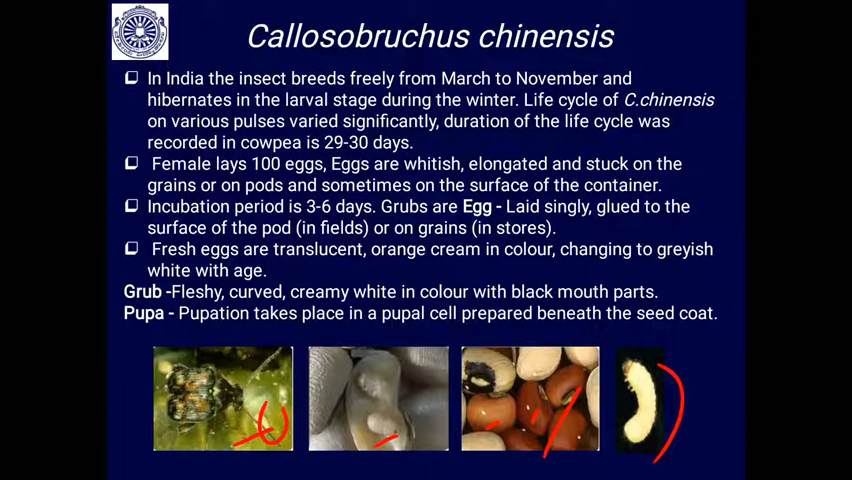 Callosobruchus chinensis
In India the insect breeds freely from March to November and
hibernates in the larval stage during the winter. Life cycle of C.chinensis
on various pulses varied significantly, duration of the life cycle was
recorded in cowpea is 29-30 days.
Female lays 100 eggs, Eggs are whitish, elongated and stuck on the
grains or on pods and sometimes on the surface of the container.
Incubation period is 3-6 days. Grubs are Egg - Laid singly, glued to the
surface of the pod (in fields) or on grains (in stores).
Fresh eggs are translucent, orange cream in colour, changing to greyish
white with age.
Grub -Fleshy, curved, creamy white in colour with black mouth parts.
Pupa - Pupation takes place in a pupal cell prepared beneath the seed coat.